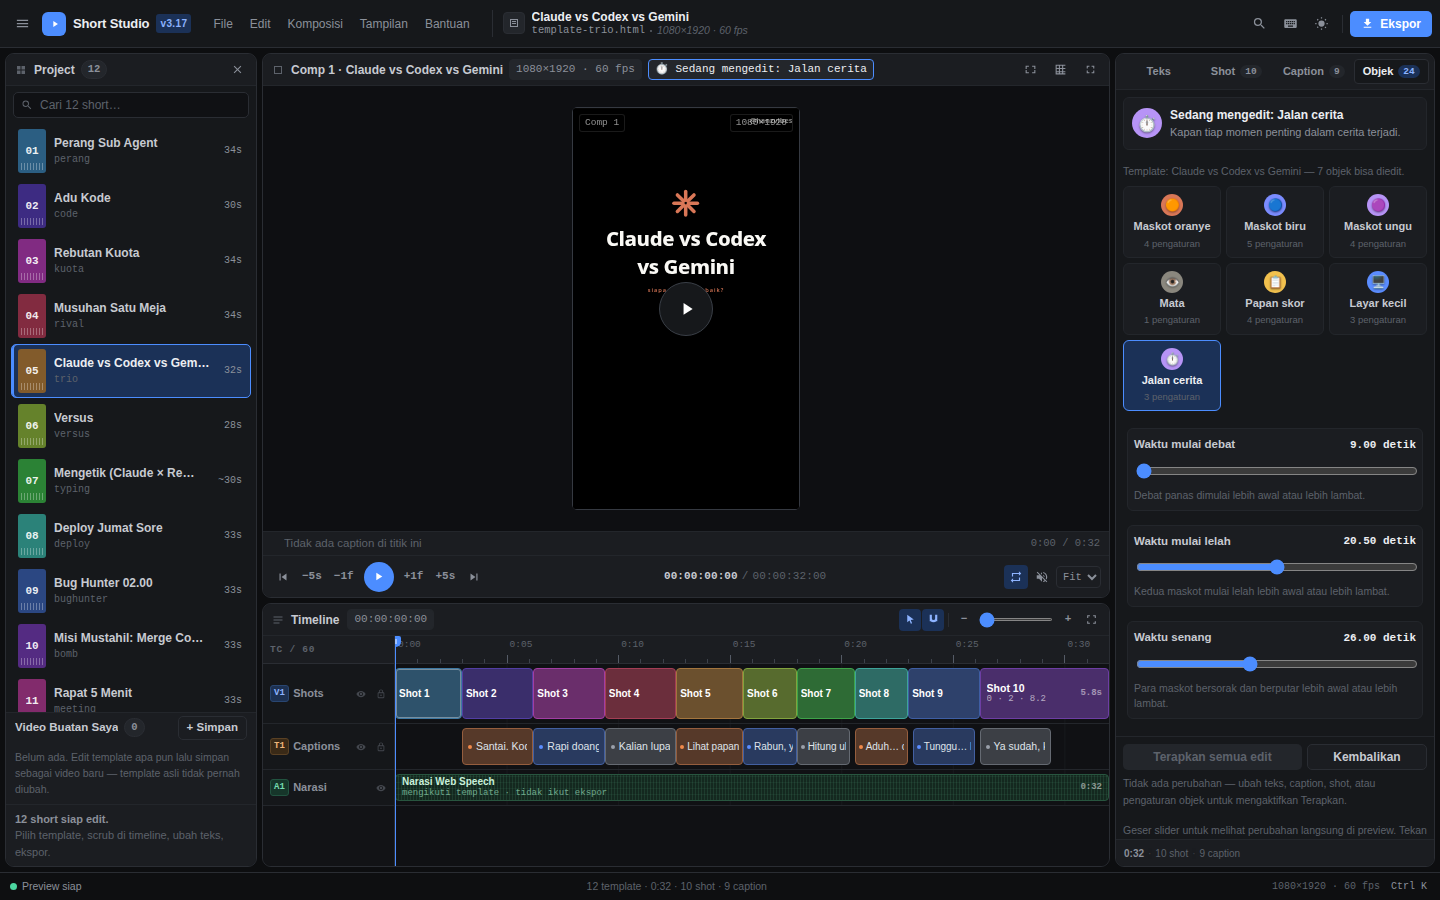 Short Studio v3.17 File Edit Komposisi Tampilan Bantuan
Claude vs Codex vs Gemini
template-trio.html · 1080×1920 · 60 fps
Ekspor
Project 12
Cari 12 short…
01 Perang Sub Agent 34s
perang
02 Adu Kode 30s
code
03 Rebutan Kuota 34s
kuota
04 Musuhan Satu Meja 34s
rival
05 Claude vs Codex vs Gem… 32s
trio
06 Versus 28s
versus
07 Mengetik (Claude × Re… ~30s
typing
08 Deploy Jumat Sore 33s
deploy
09 Bug Hunter 02.00 33s
bughunter
10 Misi Mustahil: Merge Co… 33s
bomb
11 Rapat 5 Menit 33s
meeting
Video Buatan Saya 0 + Simpan
Belum ada. Edit template apa pun lalu simpan
sebagai video baru — template asli tidak pernah
diubah.
12 short siap edit.
Pilih template, scrub di timeline, ubah teks,
ekspor.
Comp 1 · Claude vs Codex vs Gemini 1080×1920 · 60 fps Sedang mengedit: Jalan cerita
Comp 1 1080×1920
Claude vs Codex
vs Gemini
Tidak ada caption di titik ini 0:00 / 0:32
−5s −1f +1f +5s 00:00:00:00 / 00:00:32:00 Fit
Timeline 00:00:00:00 − +
TC / 60 0:00 0:05 0:10 0:15 0:20 0:25 0:30
V1 Shots Shot 1 Shot 2 Shot 3 Shot 4 Shot 5 Shot 6 Shot 7 Shot 8 Shot 9 Shot 10 5.8s
0 · 2 · 8.2
T1 Captions Santai. Koc Rapi doang Kalian lupa Lihat papan Rabun, y Hitung ul Aduh… Tunggu… Ya sudah,
A1 Narasi Narasi Web Speech 0:32
mengikuti template · tidak ikut ekspor
Teks Shot 10 Caption 9 Objek 24
Sedang mengedit: Jalan cerita
Kapan tiap momen penting dalam cerita terjadi.
Template: Claude vs Codex vs Gemini — 7 objek bisa diedit.
Maskot oranye Maskot biru Maskot ungu
4 pengaturan 5 pengaturan 4 pengaturan
Mata Papan skor Layar kecil
1 pengaturan 4 pengaturan 3 pengaturan
Jalan cerita
3 pengaturan
Waktu mulai debat 9.00 detik
Debat panas dimulai lebih awal atau lebih lambat.
Waktu mulai lelah 20.50 detik
Kedua maskot mulai lelah lebih awal atau lebih lambat.
Waktu senang 26.00 detik
Para maskot bersorak dan berputar lebih awal atau lebih
lambat.
Terapkan semua edit Kembalikan
Tidak ada perubahan — ubah teks, caption, shot, atau
pengaturan objek untuk mengaktifkan Terapkan.
Geser slider untuk melihat perubahan langsung di preview. Tekan
0:32 · 10 shot · 9 caption
Preview siap 12 template · 0:32 · 10 shot · 9 caption 1080×1920 · 60 fps Ctrl K